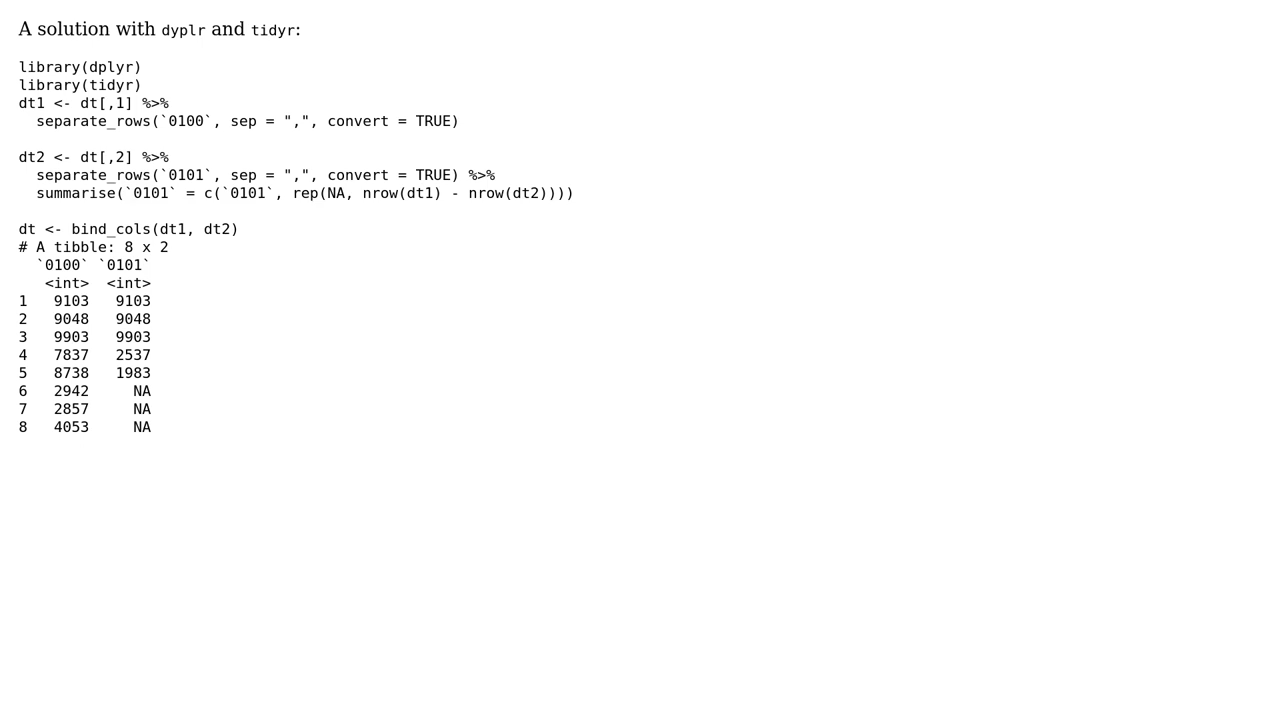 A solution with dyplr and tidyr:
library(dplyr)
library(tidyr)
dt1 <- dt[,1] %>%
  separate_rows(`0100`, sep = ",", convert = TRUE)
dt2 <- dt[,2] %>%
  separate_rows(`0101`, sep = ",", convert = TRUE) %>%
  summarise(`0101` = c(`0101`, rep(NA, nrow(dt1) - nrow(dt2))))
dt <- bind_cols(dt1, dt2)
# A tibble: 8 x 2
  `0100` `0101`
   <int>  <int>
1   9103   9103
2   9048   9048
3   9903   9903
4   7837   2537
5   8738   1983
6   2942     NA
7   2857     NA
8   4053     NA